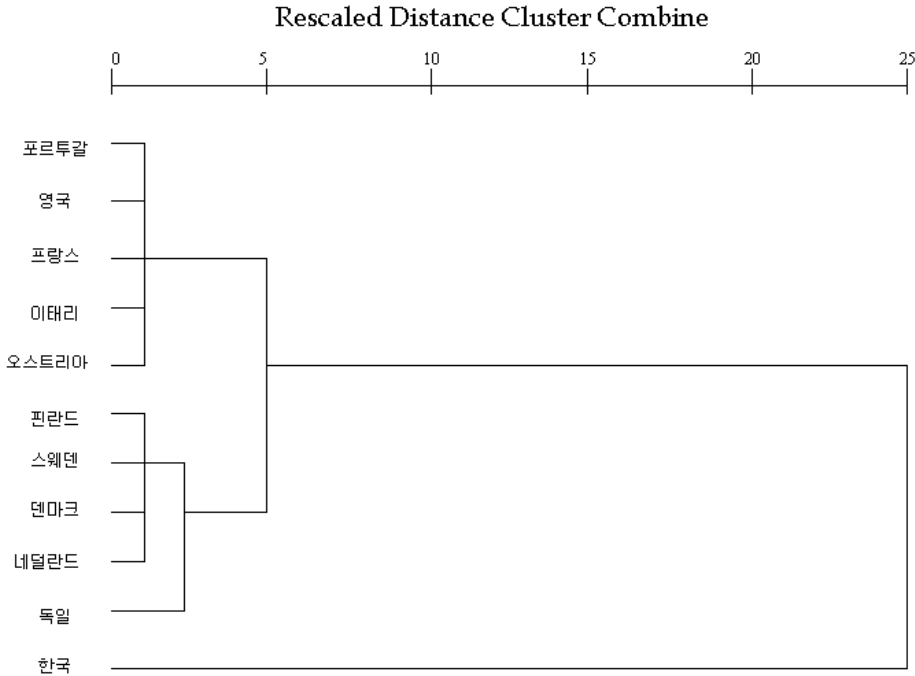 Rescaled Distance Cluster Combine
0 5 10 15 20 25
포르투갈
영국
프랑스
이태리
오스트리아
핀란드
스웨덴
덴마크
네덜란드
독일
한국